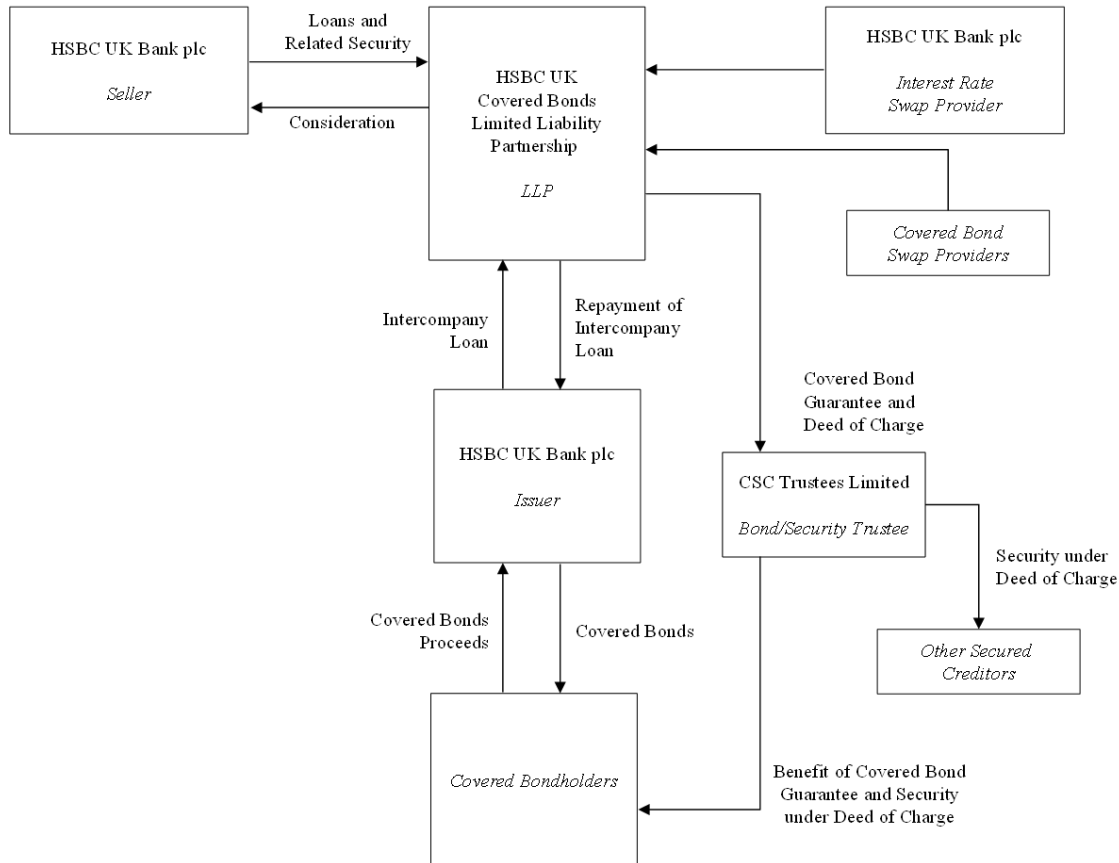 HSBC UK Bank plc
Seller
Loans and
Related Security
Consideration
HSBC UK
Covered Bonds
Limited Liability
Partnership
LLP
HSBC UK Bank plc
Interest Rate
Swap Provider
Covered Bond
Swap Providers
Intercompany
Loan
Repayment of
Intercompany
Loan
Covered Bond
Guarantee and
Deed of Charge
HSBC UK Bank plc
Issuer
CSC Trustees Limited
Bond/Security Trustee
Security under
Deed of Charge
Other Secured
Creditors
Covered Bonds
Proceeds
Covered Bonds
Covered Bondholders
Benefit of Covered Bond
Guarantee and Security
under Deed of Charge